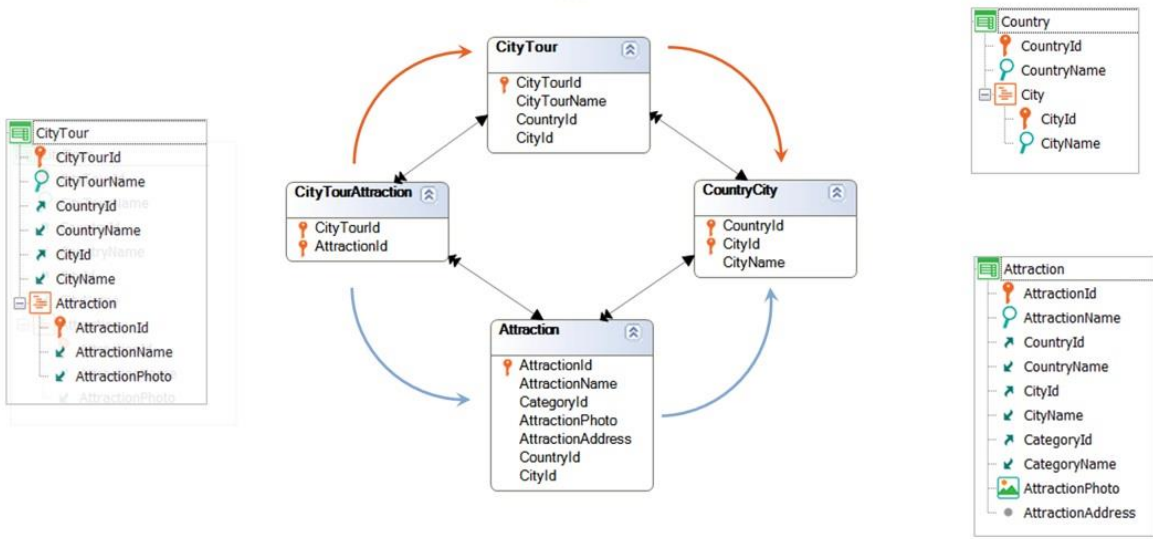 CityTour
CityTourId
CityTourName
CountryId
CountryName
CityId
CityName
Attraction
AttractionId
AttractionName
AttractionPhoto
AttractionPhoto
CityTour
CityTourId
CityTourName
CountryId
CityId
CityTourAttraction
CityTourId
AttractionId
CountryCity
CountryId
CityId
CityName
Attraction
AttractionId
AttractionName
CategoryId
AttractionPhoto
AttractionAddress
CountryId
CityId
Country
CountryId
CountryName
City
CityId
CityName
Attraction
AttractionId
AttractionName
CountryId
CountryName
CityId
CityName
CategoryId
CategoryName
AttractionPhoto
AttractionAddress